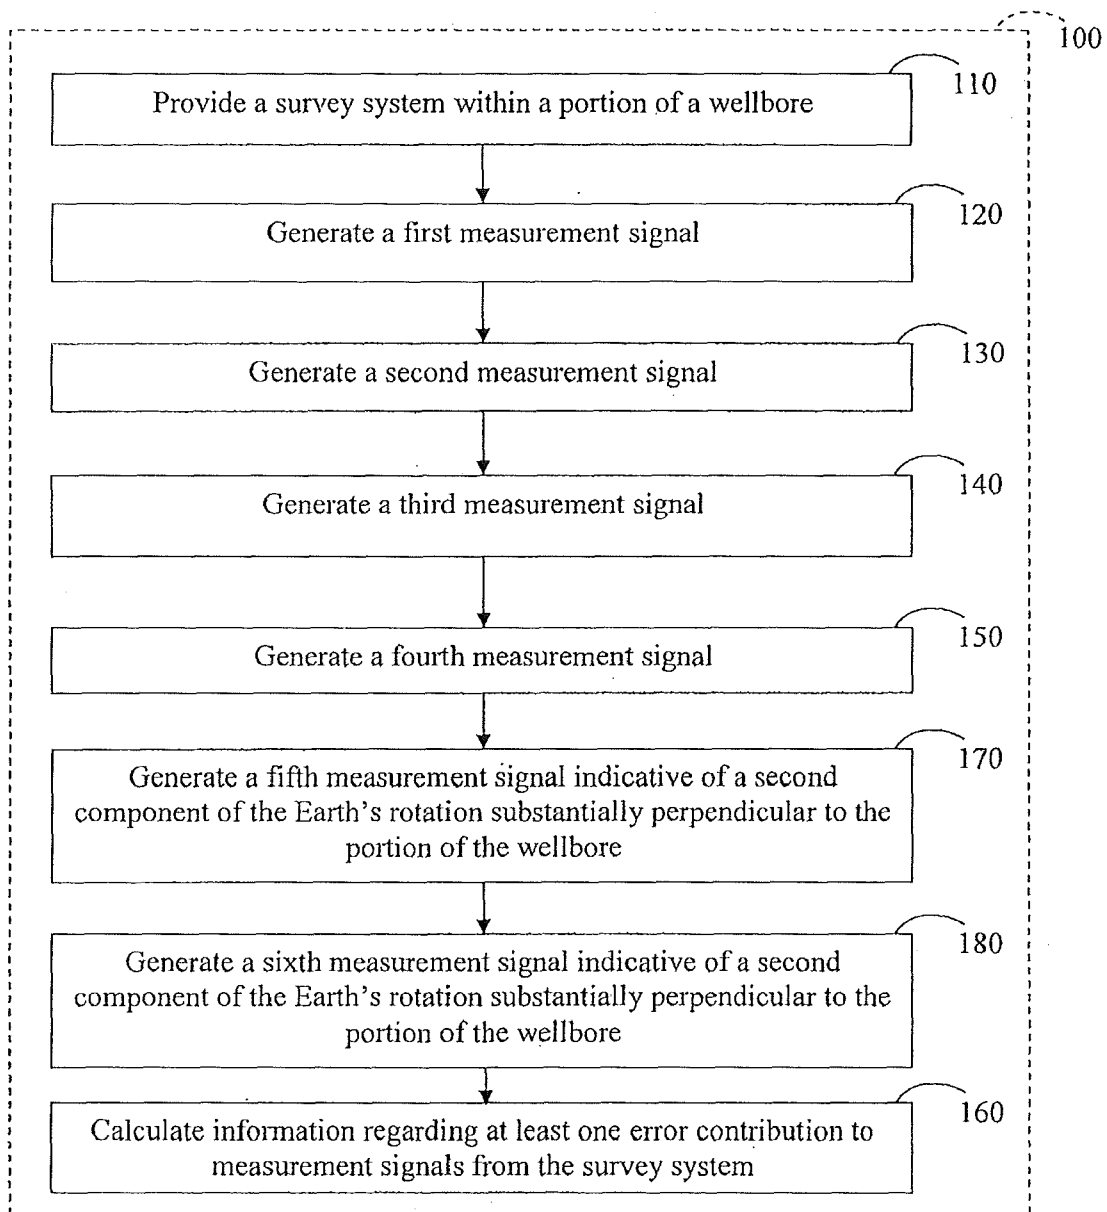 100
110
Provide a survey system within a portion of a wellbore
120
Generate a first measurement signal
130
Generate a second measurement signal
140
Generate a third measurement signal
150
Generate a fourth measurement signal
170
Generate a fifth measurement signal indicative of a second
component of the Earth's rotation substantially perpendicular to the
portion of the wellbore
180
Generate a sixth measurement signal indicative of a second
component of the Earth's rotation substantially perpendicular to the
portion of the wellbore
160
Calculate information regarding at least one error contribution to
measurement signals from the survey system